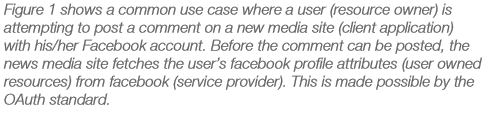 Figure 1 shows a common use case where a user (resource owner) is
attempting to post a comment on a new media site (client application)
with his/her Facebook account. Before the comment can be posted, the
news media site fetches the user's facebook profile attributes (user owned
resources) from facebook (service provider). This is made possible by the
OAuth standard.